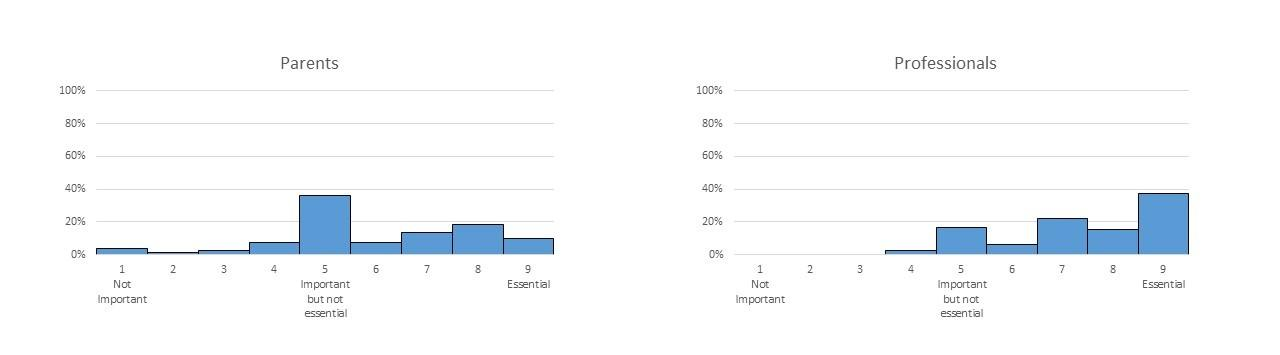 Parents
100%
80%
60%
40%
20%
0%
1 2 3 4 5 6 7 8 9
Not Important but not essential Essential
Important
Professionals
100%
80%
60%
40%
20%
0%
1 2 3 4 5 6 7 8 9
Not Important but not essential Essential
Important